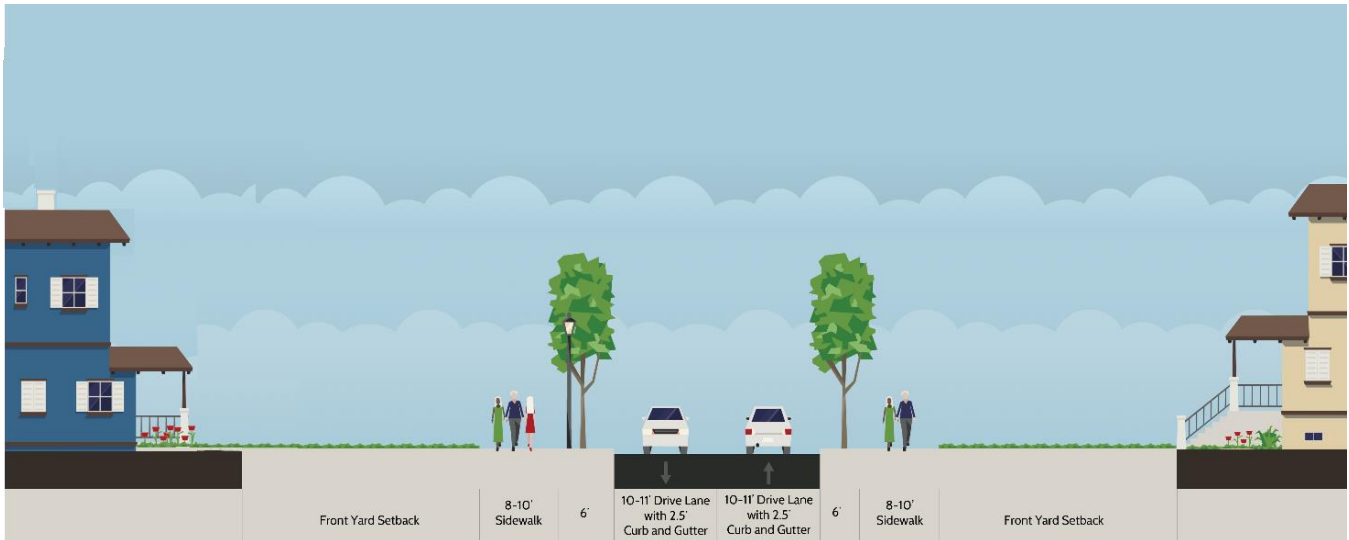 Front Yard Setback
8-10'
Sidewalk
6'
10-11' Drive Lane
with 2.5'
Curb and Gutter
10-11' Drive Lane
with 2.5'
Curb and Gutter
6'
8-10'
Sidewalk
Front Yard Setback